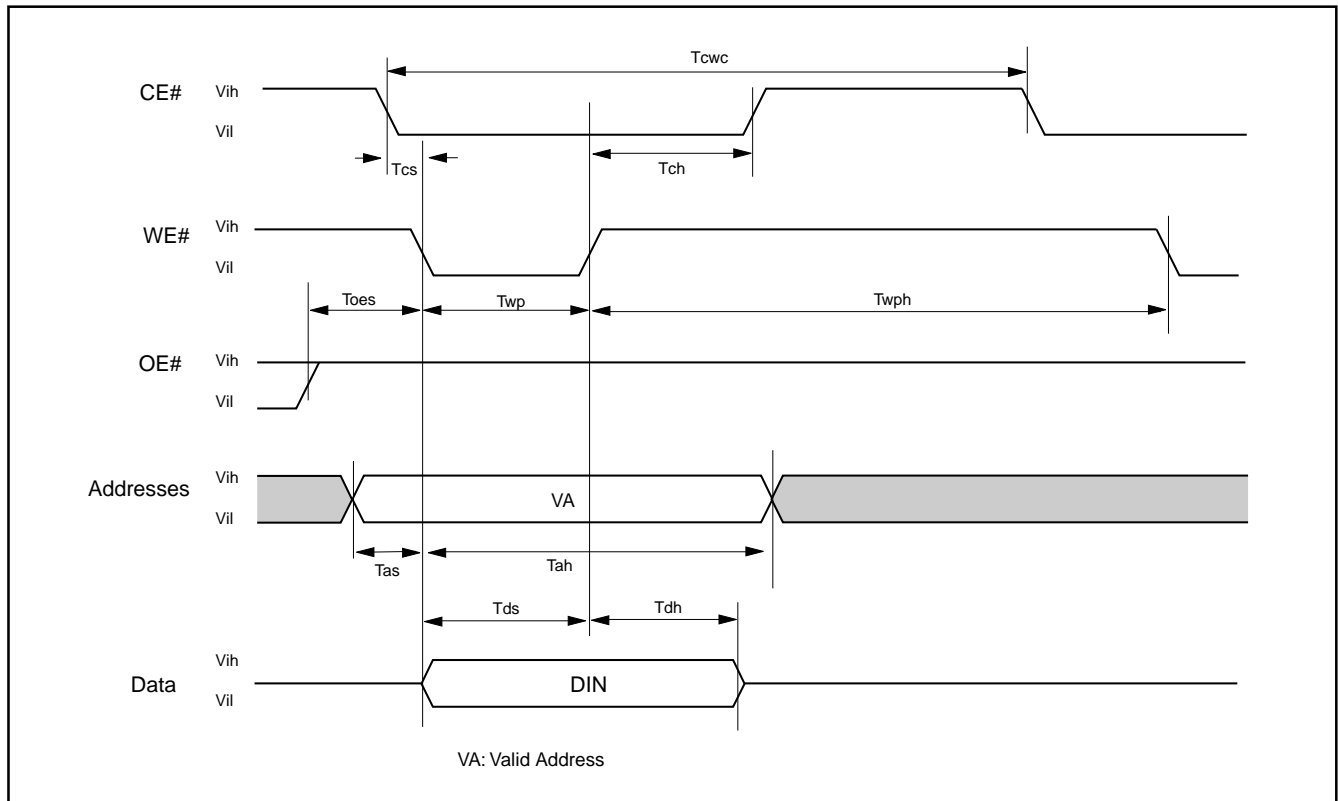 Tcwc
CE#
Vih
Vil
Tcs
Tch
WE#
Vih
Vil
Toes
Twp
Twph
OE#
Vih
Vil
Addresses
Vih
VA
Vil
Tas
Tah
Tds
Tdh
Data
Vih
DIN
Vil
VA: Valid Address